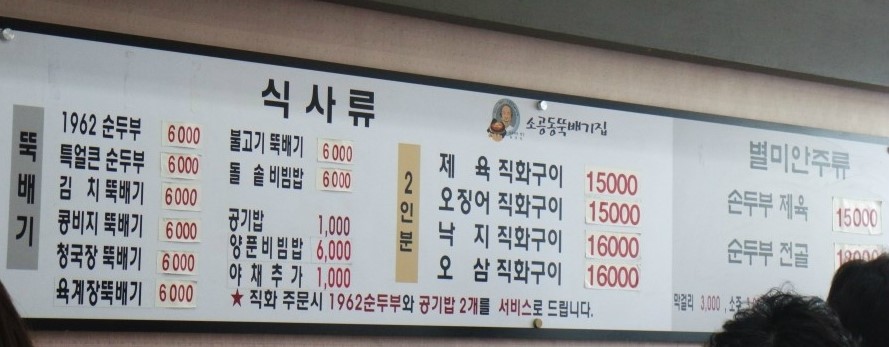 식사류
뚝배기
1962 순두부 6000
특얼큰 순두부 6000
김치 뚝배기 6000
콩비지 뚝배기 6000
청국장 뚝배기 6000
육계장뚝배기 6000
불고기 뚝배기 6000
돌솥비빔밥 6000
공기밥 1,000
양푼비빔밥 6,000
야채추가 1,000
2인분
제육 직화구이 15000
오징어 직화구이 15000
낙지 직화구이 16000
오삼 직화구이 16000
★ 직화 주문시 1962순두부와 공기밥 2개를 서비스로 드립니다.
소공동뚝배기집
별미안주류
손두부 제육 15000
순두부 전골
막걸리 3,000, 소주